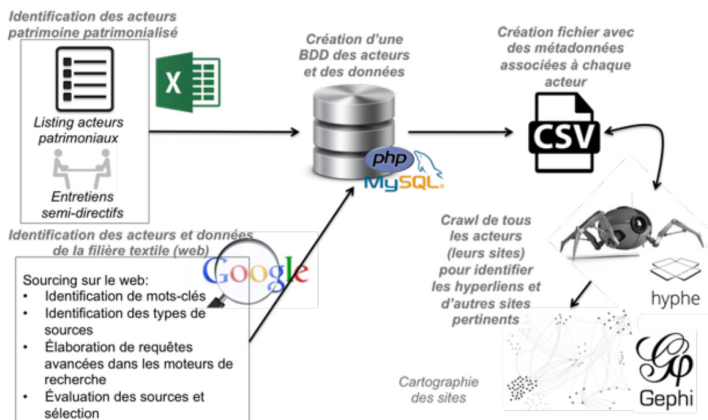 Identification des acteurs
patrimoine patrimonialisé
X
Listing acteurs
patrimoniaux
Entretiens
semi-directifs
Création d'une
BDD des acteurs
et des données
php
MySQL
Création fichier avec
des métadonnées
associées à chaque
acteur
CSV
Identification des acteurs et données
de la filière textile (web)
Google
Sourcing sur le web:
• Identification de mots-clés
• Identification des types de
sources
• Élaboration de requêtes
avancées dans les moteurs de
recherche
• Évaluation des sources et
sélection
Crawl de tous
les acteurs
(leurs sites)
pour identifier
les hyperliens et
d'autres sites
pertinents
hyphe
Cartographie
des sites
Gephi